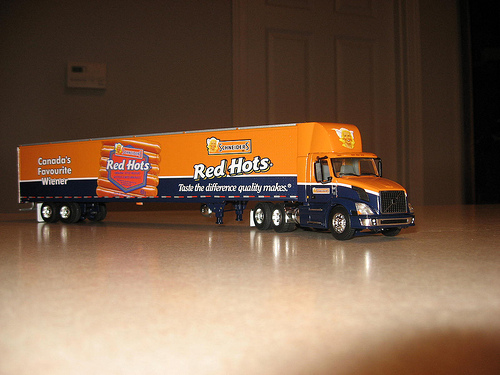 Canada's
Favourite
Wiener
Red Hots
SCHNEIDERS
Red Hots
Taste the difference quality makes.®